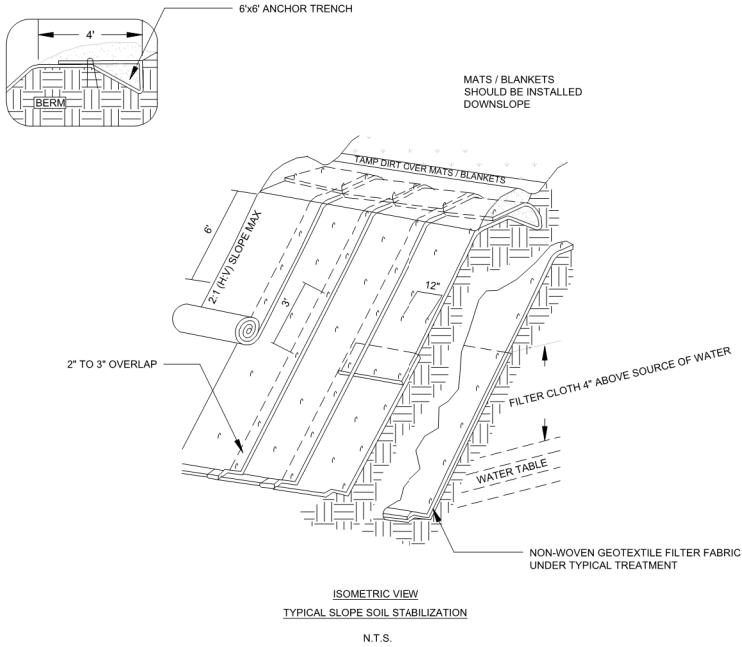 6'x6' ANCHOR TRENCH
4'
BERM
MATS / BLANKETS
SHOULD BE INSTALLED
DOWNSLOPE
TAMP DIRT OVER MATS / BLANKETS
6'
2:1 (H:V) SLOPE MAX
3'
12"
2" TO 3" OVERLAP
FILTER CLOTH 4" ABOVE SOURCE OF WATER
WATER TABLE
NON-WOVEN GEOTEXTILE FILTER FABRIC
UNDER TYPICAL TREATMENT
ISOMETRIC VIEW
TYPICAL SLOPE SOIL STABILIZATION
N.T.S.